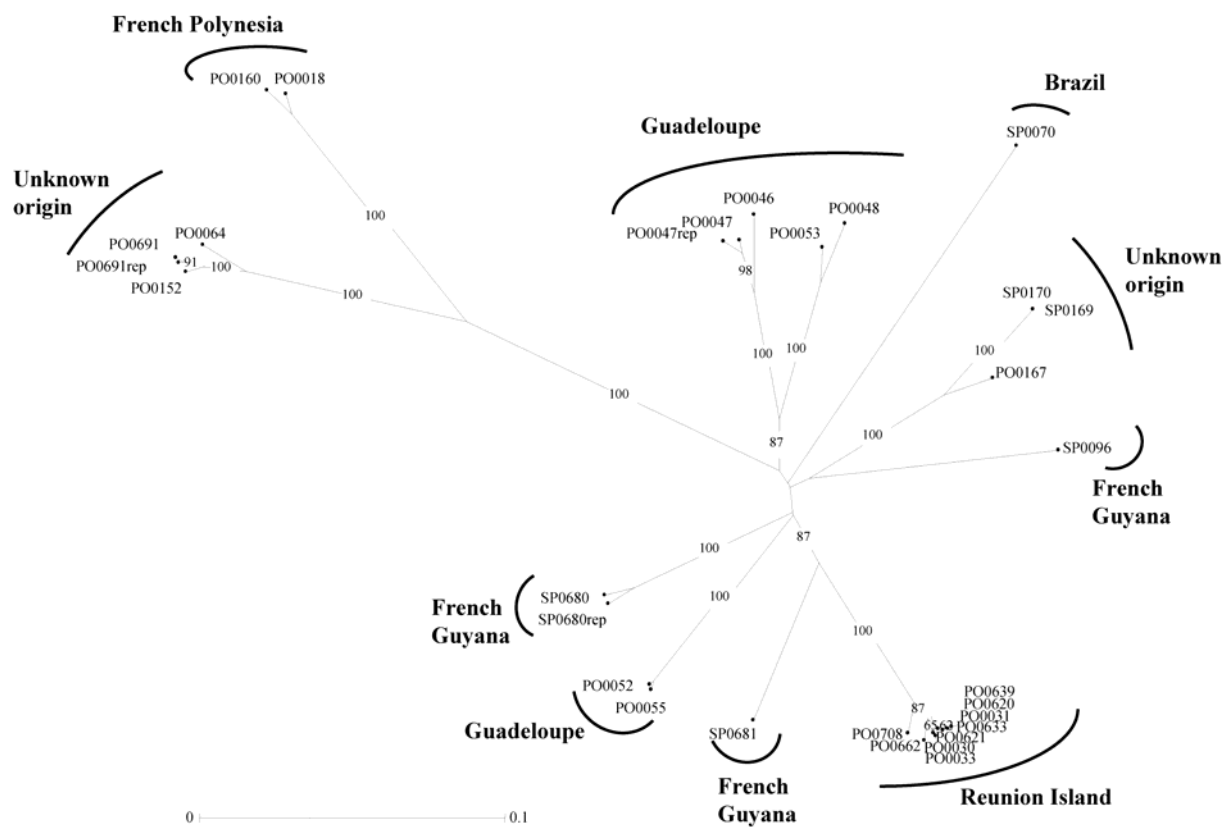 French Polynesia
PO0160 PO0018
Brazil
SP0070
Guadeloupe
Unknown
origin
PO0046
PO0047
PO0048
PO0047rep
PO0053
98
100
PO0064
PO0691
PO0691rep
91
100
PO0152
100
Unknown
origin
SP0170
SP0169
100
100
100
PO0167
100
87
100
SP0096
French
Guyana
87
100
SP0680
SP0680rep
French
Guyana
100
100
PO0052
PO0055
Guadeloupe
SP0681
French
Guyana
PO0639
PO0620
PO0031
PO0633
87
65
63
PO0708
PO0621
PO0662
PO0030
PO0033
Reunion Island
0
0.1